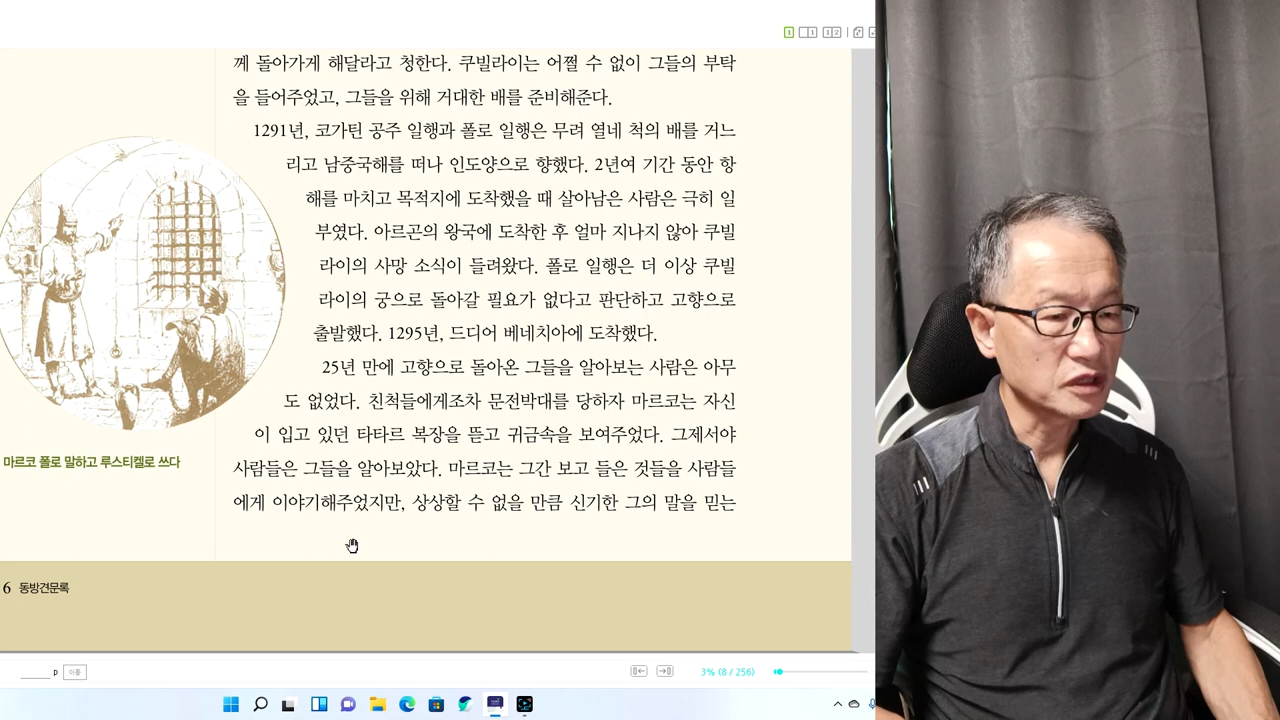 께 돌아가게 해달라고 청한다. 쿠빌라이는 어쩔 수 없이 그들의 부탁
을 들어주었고, 그들을 위해 거대한 배를 준비해준다.
1291년, 코가틴 공주 일행과 폴로 일행은 무려 열네 척의 배를 거느
리고 남중국해를 떠나 인도양으로 향했다. 2년여 기간 동안 항
해를 마치고 목적지에 도착했을 때 살아남은 사람은 극히 일
부였다. 아르곤의 왕국에 도착한 후 얼마 지나지 않아 쿠빌
라이의 사망 소식이 들려왔다. 폴로 일행은 더 이상 쿠빌
라이의 궁으로 돌아갈 필요가 없다고 판단하고 고향으로
출발했다. 1295년, 드디어 베네치아에 도착했다.
25년 만에 고향으로 돌아온 그들을 알아보는 사람은 아무
도 없었다. 친척들에게조차 문전박대를 당하자 마르코는 자신
이 입고 있던 타타르 복장을 뜯고 귀금속을 보여주었다. 그제서야
사람들은 그들을 알아보았다. 마르코는 그간 보고 들은 것들을 사람들
에게 이야기해주었지만, 상상할 수 없을 만큼 신기한 그의 말을 믿는
마르코 폴로 말하고 루스티켈로 쓰다
6 동방견문록
p 이동
3% (8 / 256)